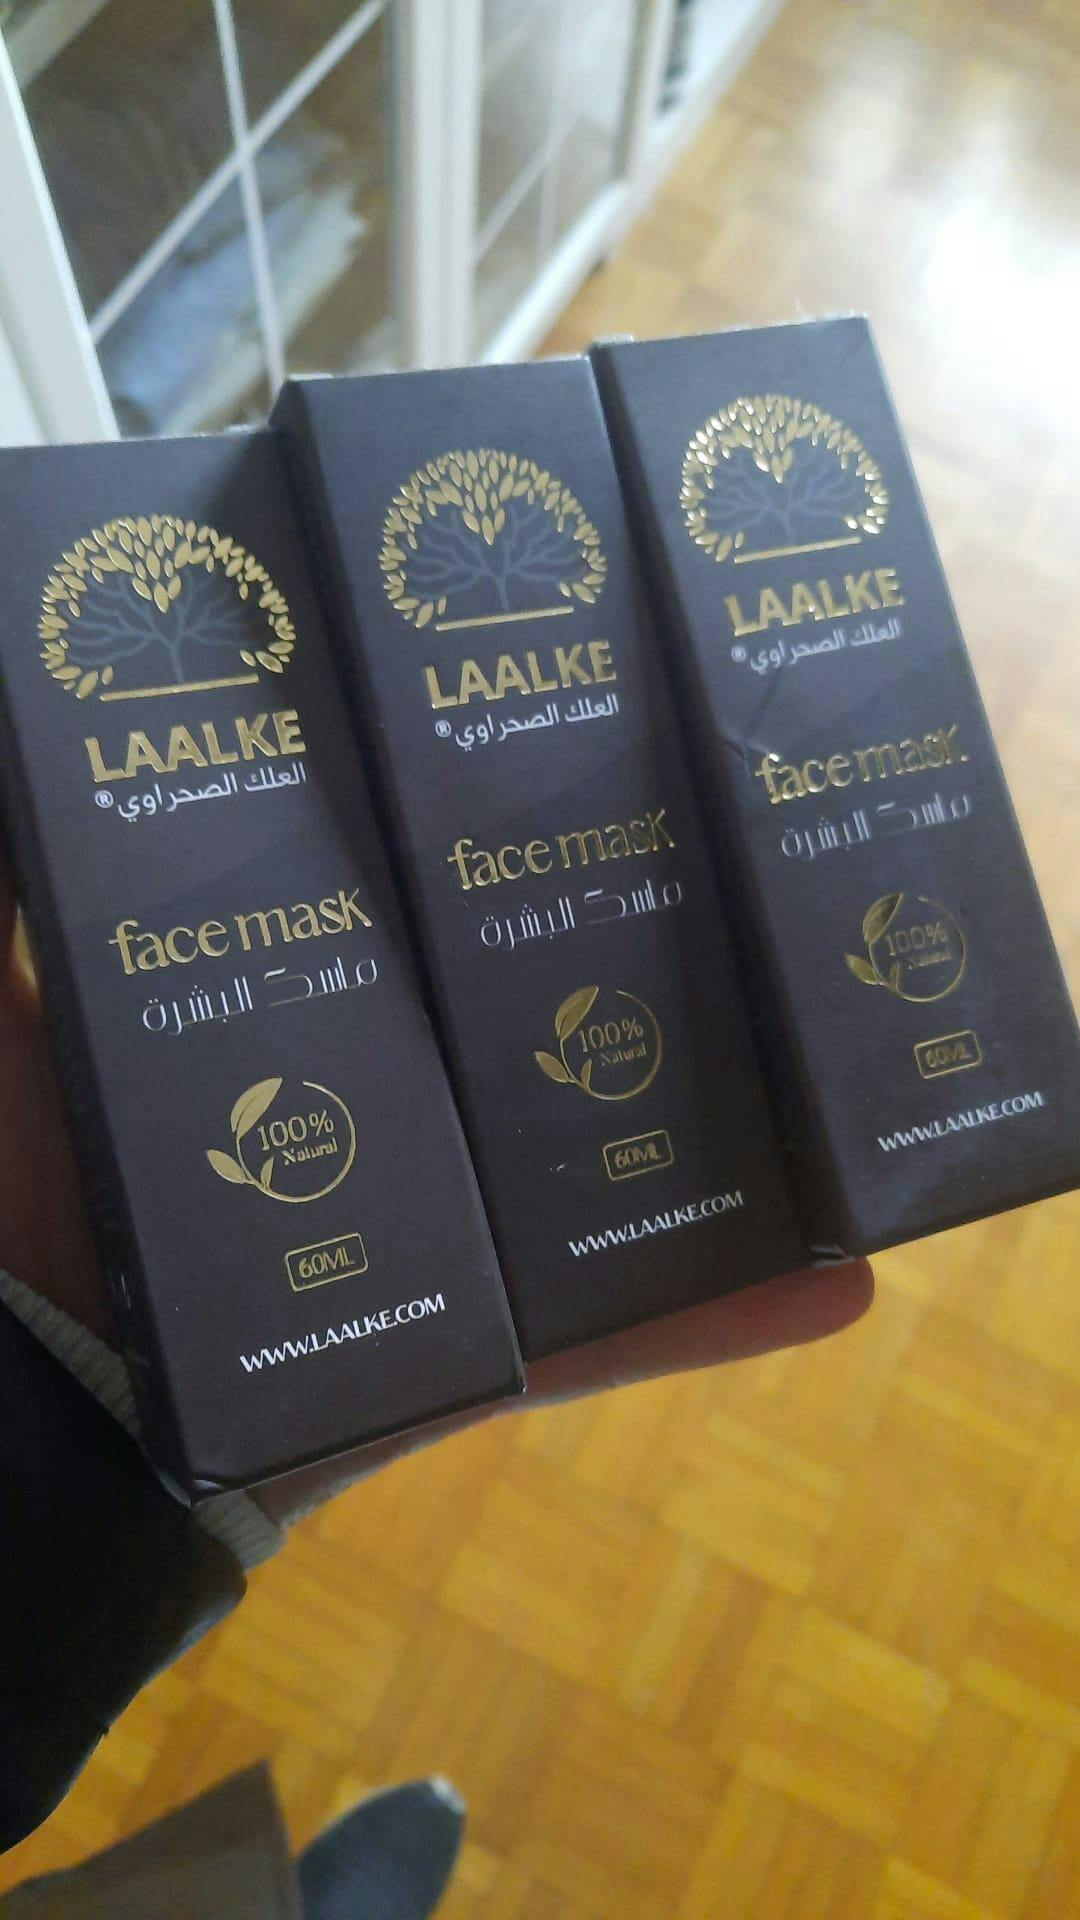 LAALKE
العلك الصحراوي®
face mask
ماسك البشرة
100%
Natural
60ML
WWW.LAALKE.COM
LAALKE
العلك الصحراوي®
face mask
ماسك البشرة
100%
Natural
60ML
WWW.LAALKE.COM
LAALKE
العلك الصحراوي®
face mask
ماسك البشرة
100%
Natural
60ML
WWW.LAALKE.COM